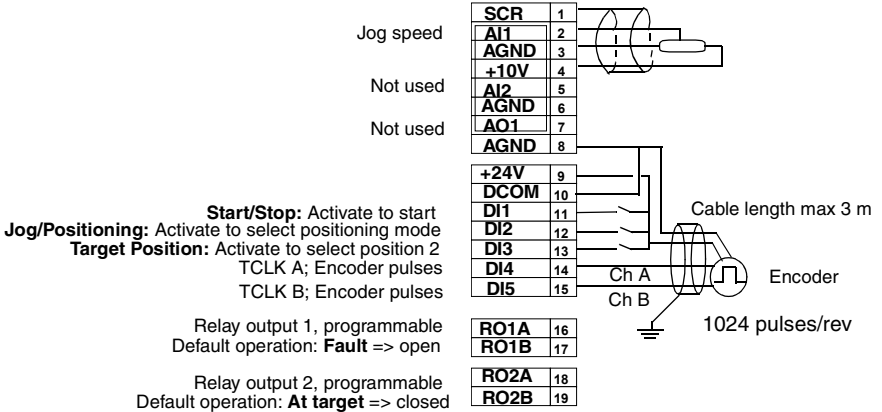 SCR 1
Jog speed AI1 2
AGND 3
+10V 4
Not used AI2 5
AGND 6
Not used AO1 7
AGND 8
+24V 9
DCOM 10
Start/Stop: Activate to start DI1 11 Cable length max 3 m
Jog/Positioning: Activate to select positioning mode DI2 12
Target Position: Activate to select position 2 DI3 13
TCLK A; Encoder pulses DI4 14 Ch A Encoder
TCLK B; Encoder pulses DI5 15 Ch B
1024 pulses/rev
Relay output 1, programmable RO1A 16
Default operation: Fault => open RO1B 17
Relay output 2, programmable RO2A 18
Default operation: At target => closed RO2B 19